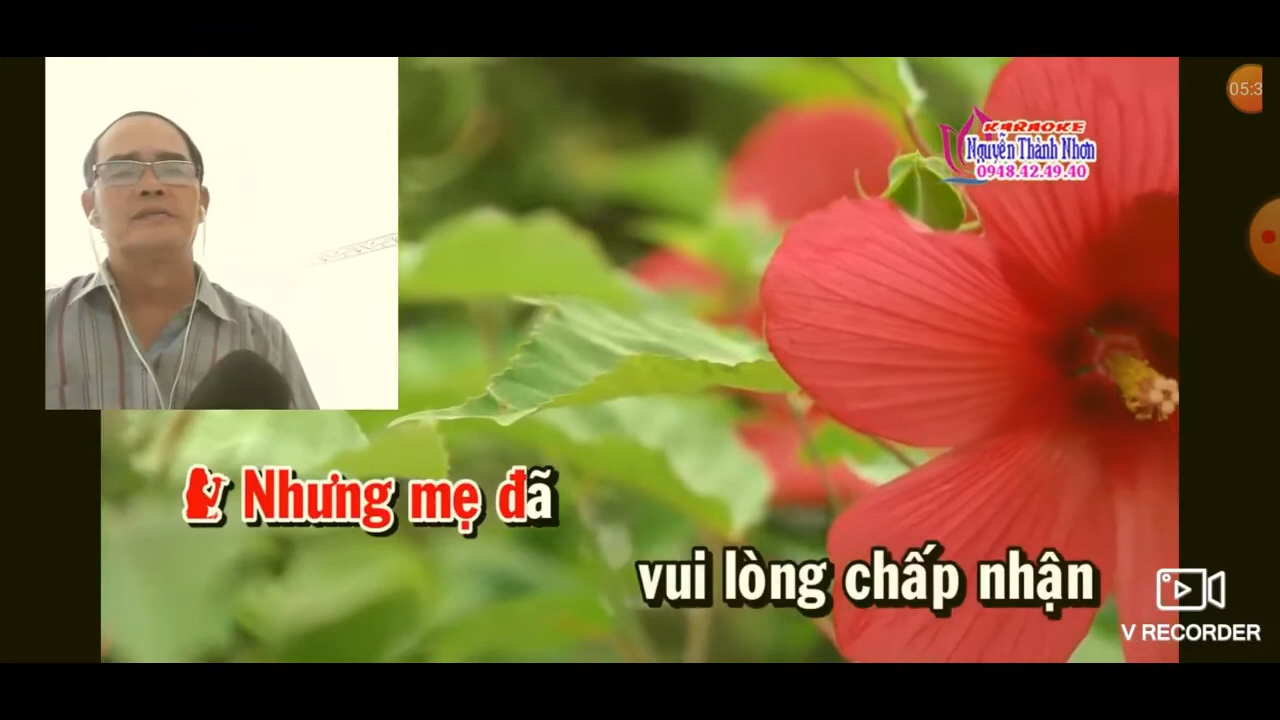 05:3
KARAOKE
Nguyễn Thành Nhơn
0948.42.49.40
Nhưng mẹ đã
vui lòng chấp nhận
V RECORDER